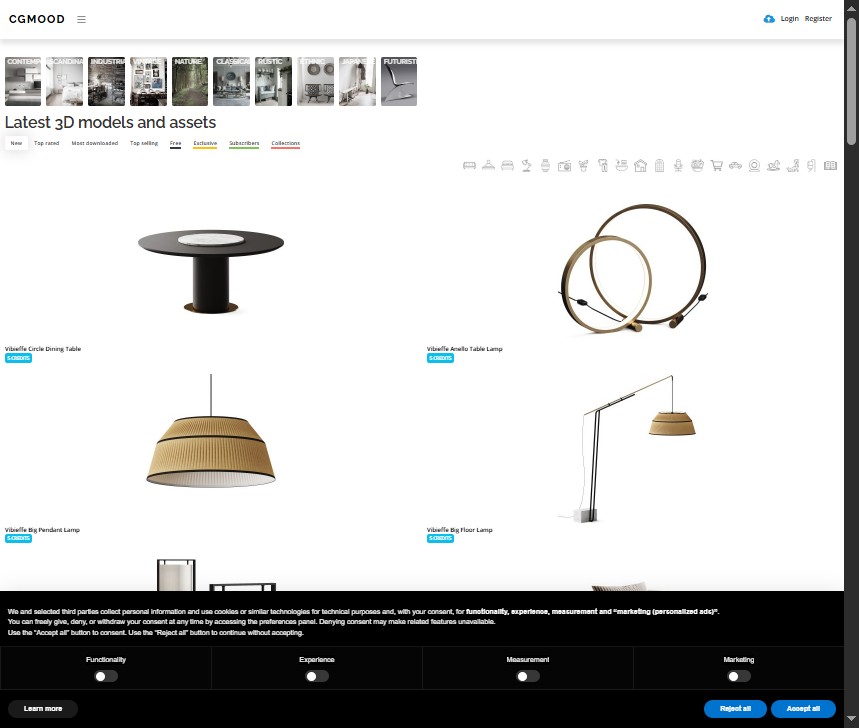 CGMOOD
Login Register
CONTEMP SCANDINA INDUSTRIA VINTAGE NATURE CLASSICAL RUSTIC ETHNIC JAPANESE FUTURISTI
Latest 3D models and assets
New Top rated Most downloaded Top selling Free Exclusive Subscribers Collections
Vibieffe Circle Dining Table
5 CREDITS
Vibieffe Anello Table Lamp
5 CREDITS
Vibieffe Big Pendant Lamp
5 CREDITS
Vibieffe Big Floor Lamp
5 CREDITS
We and selected third parties collect personal information and use cookies or similar technologies for technical purposes and, with your consent, for functionality, experience, measurement and “marketing (personalized ads)”.
You can freely give, deny, or withdraw your consent at any time by accessing the preferences panel. Denying consent may make related features unavailable.
Use the “Accept all” button to consent. Use the “Reject all” button to continue without accepting.
Functionality Experience Measurement Marketing
Learn more Reject all Accept all